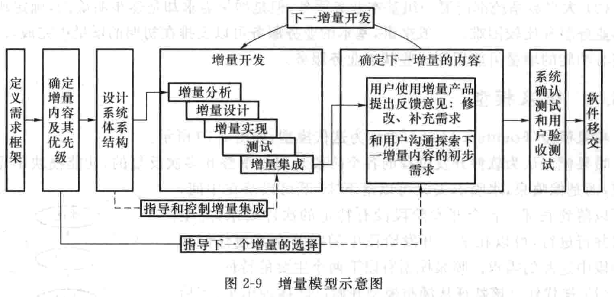 下一增量开发
增量开发
确定下一增量的内容
定义需求框架
确定
增量
内容
及其
优先
级
设计
系统
体系
结构
增量分析
增量设计
增量实现
测试
增量集成
用户使用增量产品
提出反馈意见：修
改、补充需求
和用户沟通探索下
一增量内容的初步
需求
系统
确认
测试
和用
户验
收测
试
软件移交
指导和控制增量集成
指导下一个增量的选择
图 2-9 增量模型示意图